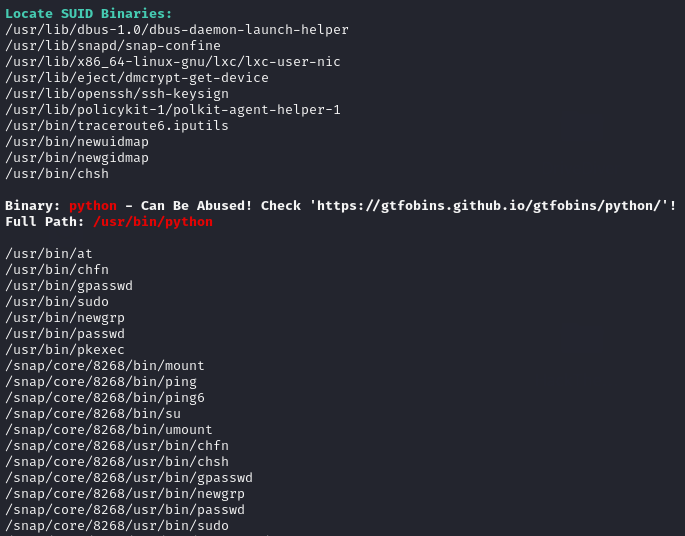 Locate SUID Binaries:
/usr/lib/dbus-1.0/dbus-daemon-launch-helper
/usr/lib/snapd/snap-confine
/usr/lib/x86_64-linux-gnu/lxc/lxc-user-nic
/usr/lib/eject/dmcrypt-get-device
/usr/lib/openssh/ssh-keysign
/usr/lib/policykit-1/polkit-agent-helper-1
/usr/bin/traceroute6.iputils
/usr/bin/newuidmap
/usr/bin/newgidmap
/usr/bin/chsh
Binary: python - Can Be Abused! Check 'https://gtfobins.github.io/gtfobins/python/'!
Full Path: /usr/bin/python
/usr/bin/at
/usr/bin/chfn
/usr/bin/gpasswd
/usr/bin/sudo
/usr/bin/newgrp
/usr/bin/passwd
/usr/bin/pkexec
/snap/core/8268/bin/mount
/snap/core/8268/bin/ping
/snap/core/8268/bin/ping6
/snap/core/8268/bin/su
/snap/core/8268/bin/umount
/snap/core/8268/usr/bin/chfn
/snap/core/8268/usr/bin/chsh
/snap/core/8268/usr/bin/gpasswd
/snap/core/8268/usr/bin/newgrp
/snap/core/8268/usr/bin/passwd
/snap/core/8268/usr/bin/sudo